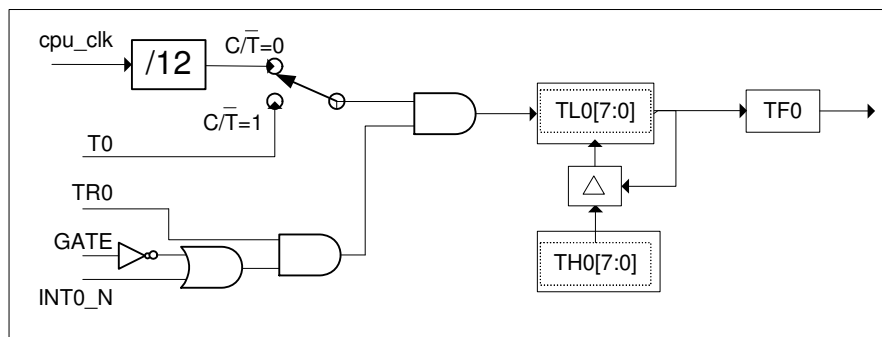 cpu_clk
/12
C/T̅=0
C/T̅=1
T0
TR0
GATE
INT0_N
TL0[7:0]
TF0
△
TH0[7:0]